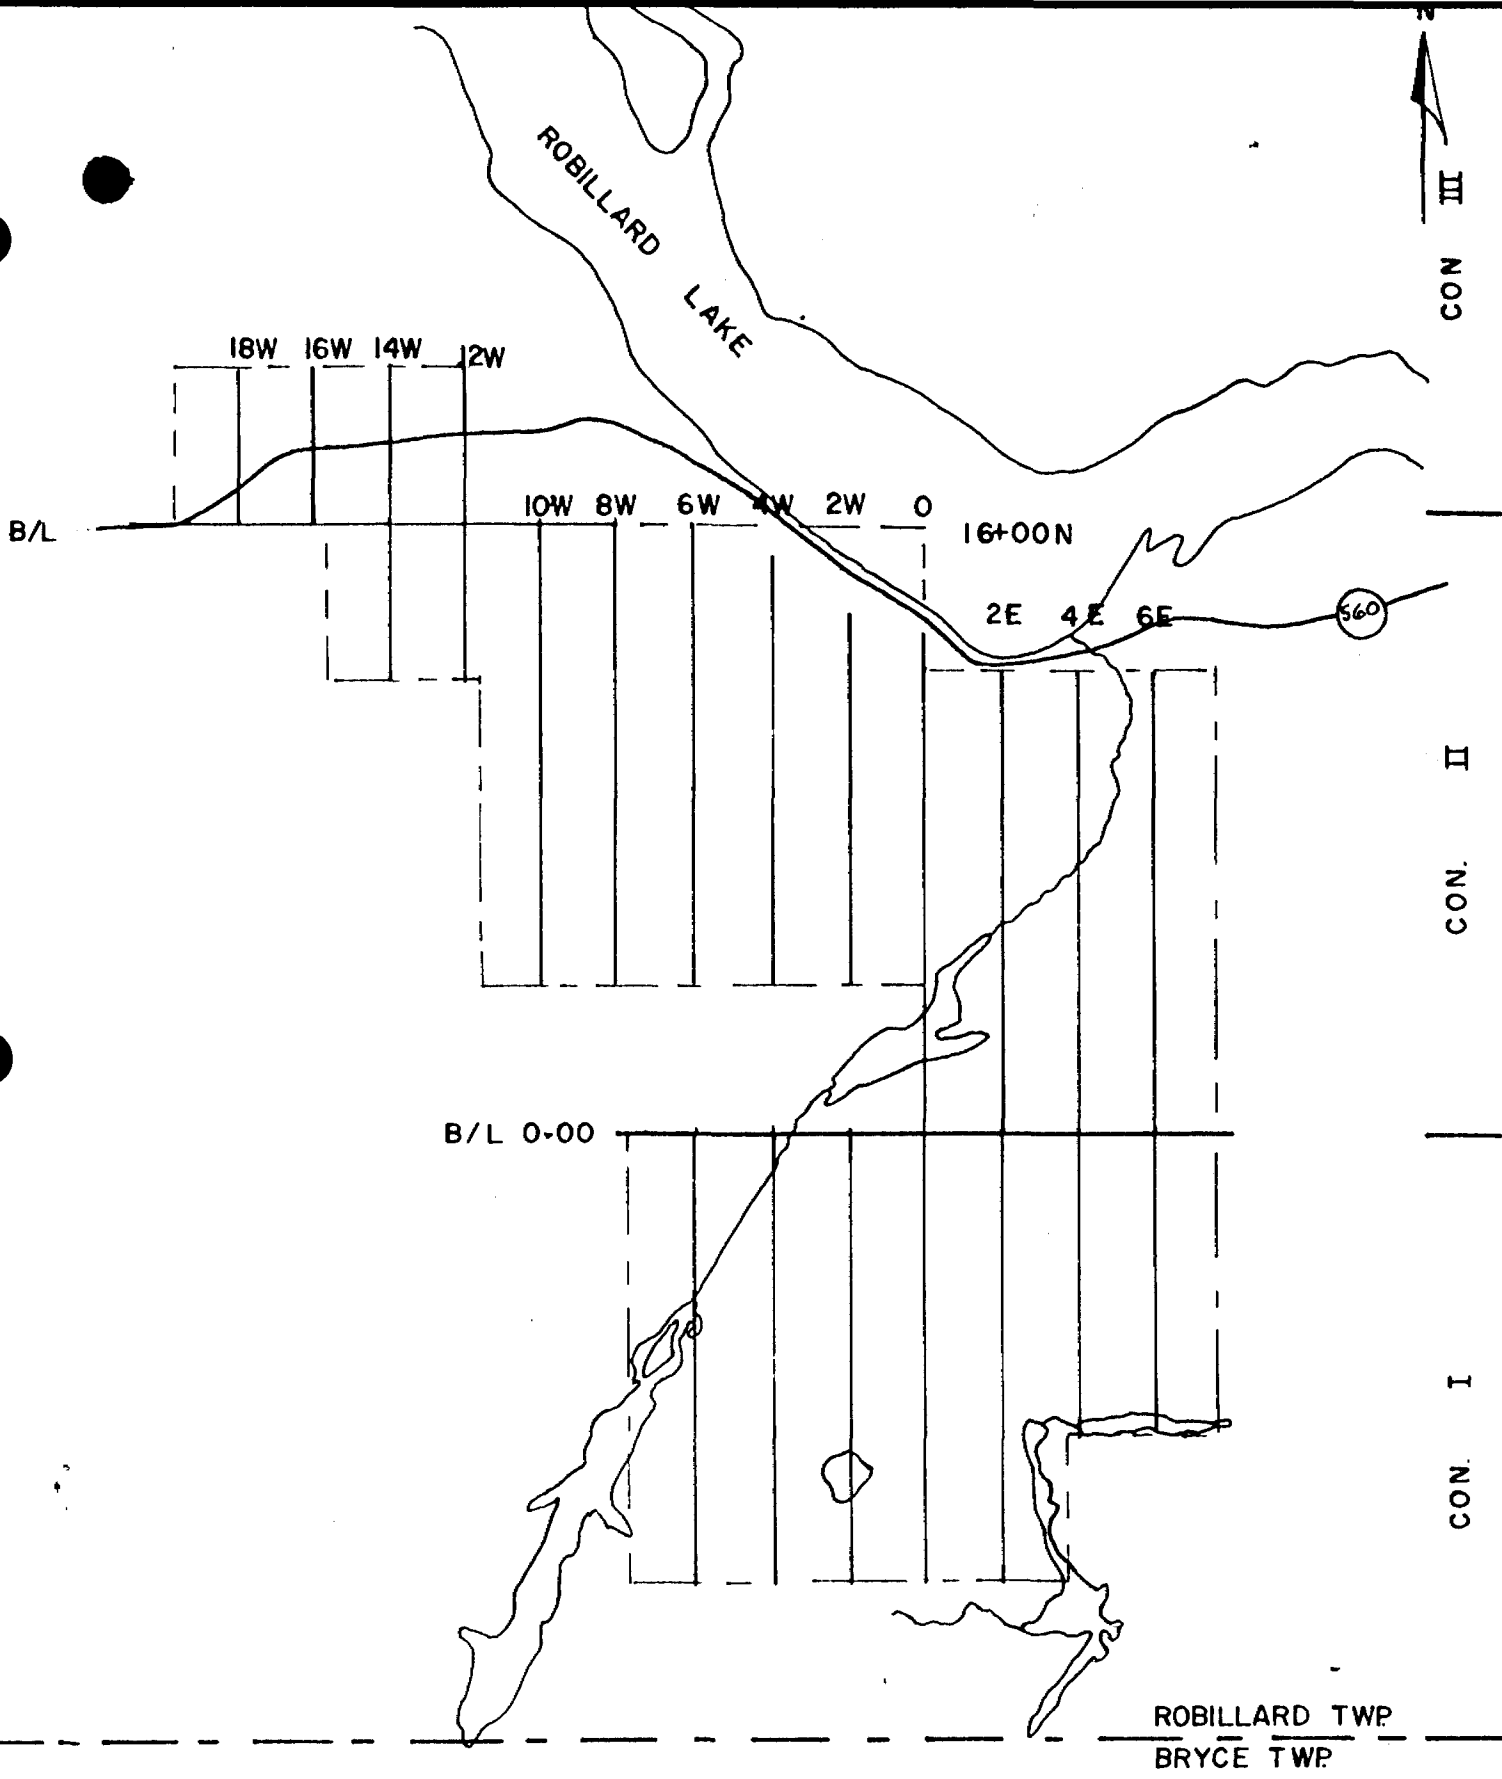 N
CON III
ROBILLARD LAKE
18W 16W 14W 12W
B/L
10W 8W 6W 4W 2W 0
16+00N
2E 4E 6E
560
CON. II
B/L 0+00
CON. I
ROBILLARD TWP.
BRYCE TWP.